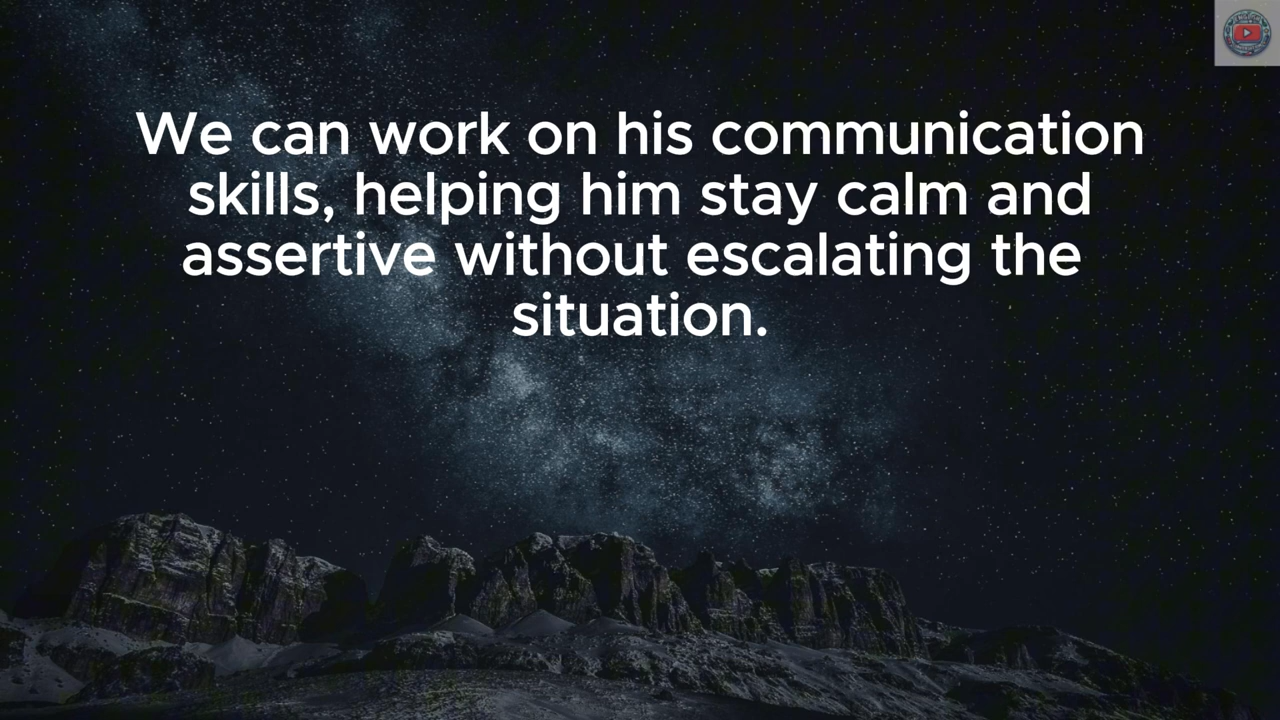 We can work on his communication
skills, helping him stay calm and
assertive without escalating the
situation.